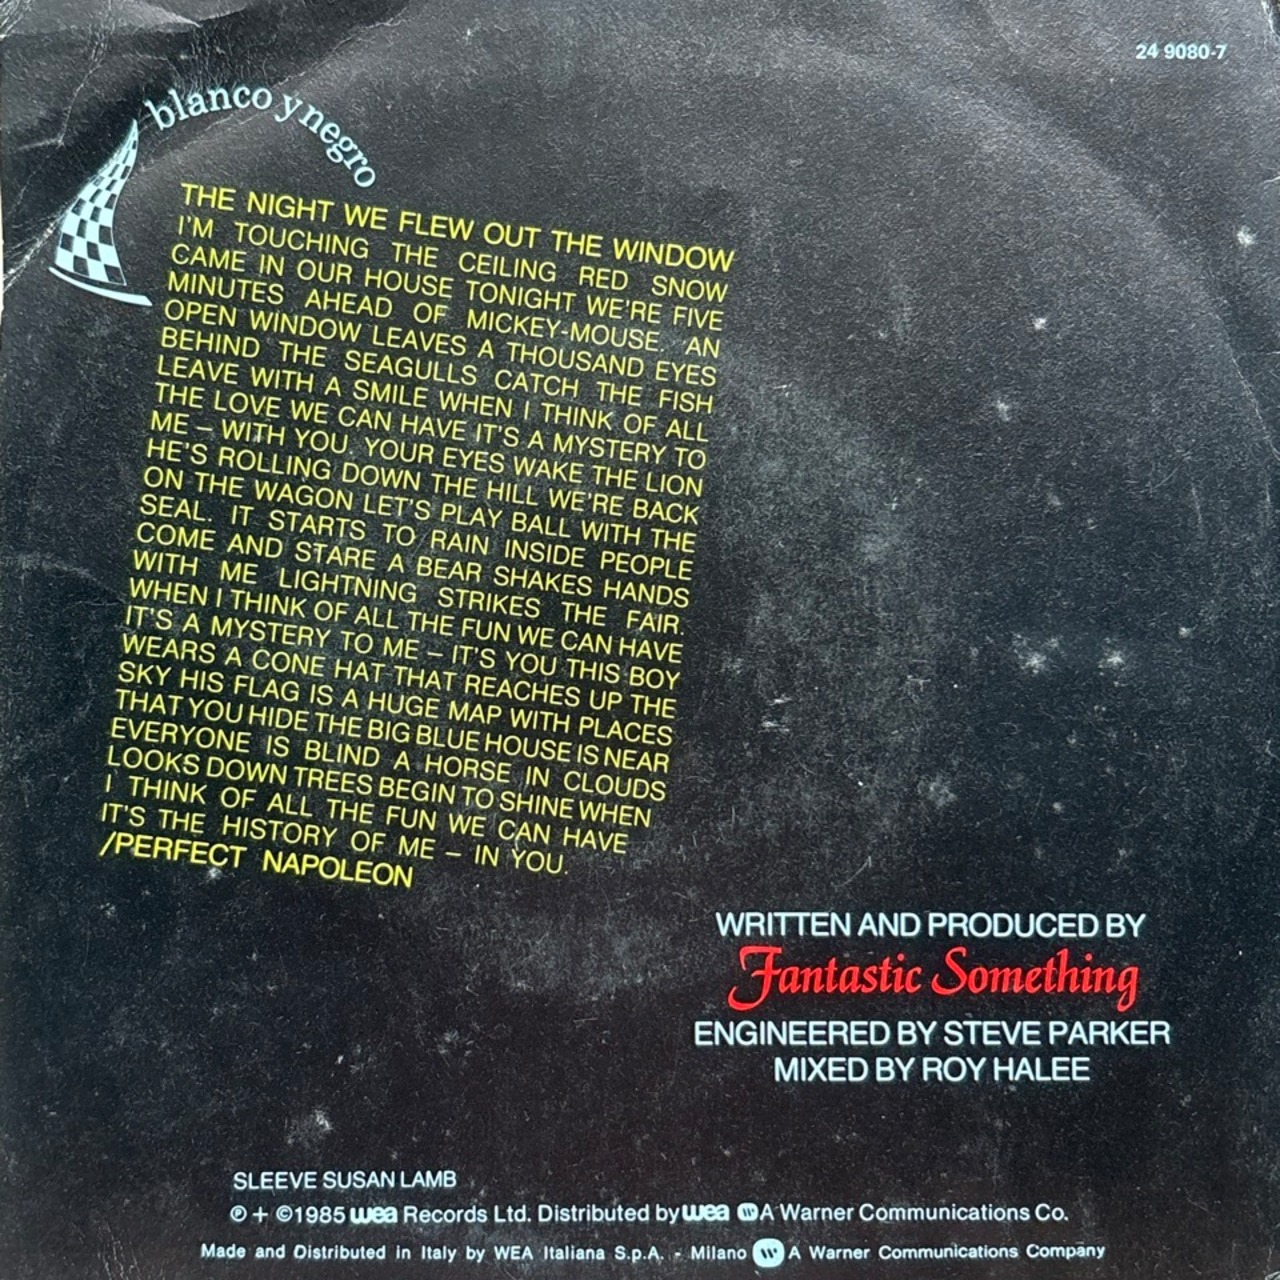 24 9080-7
blanco y negro
THE NIGHT WE FLEW OUT THE WINDOW
I'M TOUCHING THE CEILING RED SNOW
CAME IN OUR HOUSE TONIGHT WE'RE FIVE
MINUTES AHEAD OF MICKEY-MOUSE. AN
OPEN WINDOW LEAVES A THOUSAND EYES
BEHIND THE SEAGULLS CATCH THE FISH
LEAVE WITH A SMILE WHEN I THINK OF ALL
THE LOVE WE CAN HAVE IT'S A MYSTERY TO
ME – WITH YOU. YOUR EYES WAKE THE LION
HE'S ROLLING DOWN THE HILL WE'RE BACK
ON THE WAGON LET'S PLAY BALL WITH THE
SEAL. IT STARTS TO RAIN INSIDE PEOPLE
COME AND STARE A BEAR SHAKES HANDS
WITH ME LIGHTNING STRIKES THE FAIR.
WHEN I THINK OF ALL THE FUN WE CAN HAVE
IT'S A MYSTERY TO ME – IT'S YOU THIS BOY
WEARS A CONE HAT THAT REACHES UP THE
SKY HIS FLAG IS A HUGE MAP WITH PLACES
THAT YOU HIDE THE BIG BLUE HOUSE IS NEAR
EVERYONE IS BLIND A HORSE IN CLOUDS
LOOKS DOWN TREES BEGIN TO SHINE WHEN
I THINK OF ALL THE FUN WE CAN HAVE
IT'S THE HISTORY OF ME – IN YOU.
/PERFECT NAPOLEON
WRITTEN AND PRODUCED BY
Fantastic Something
ENGINEERED BY STEVE PARKER
MIXED BY ROY HALEE
SLEEVE SUSAN LAMB
℗ + ©1985 wea Records Ltd. Distributed by wea W A Warner Communications Co.
Made and Distributed in Italy by WEA Italiana S.p.A. - Milano W A Warner Communications Company